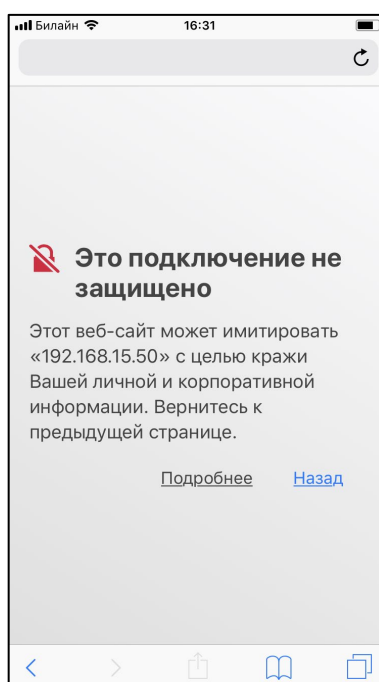 Билайн 16:31
Это подключение не
защищено
Этот веб-сайт может имитировать
«192.168.15.50» с целью кражи
Вашей личной и корпоративной
информации. Вернитесь к
предыдущей странице.
Подробнее Назад